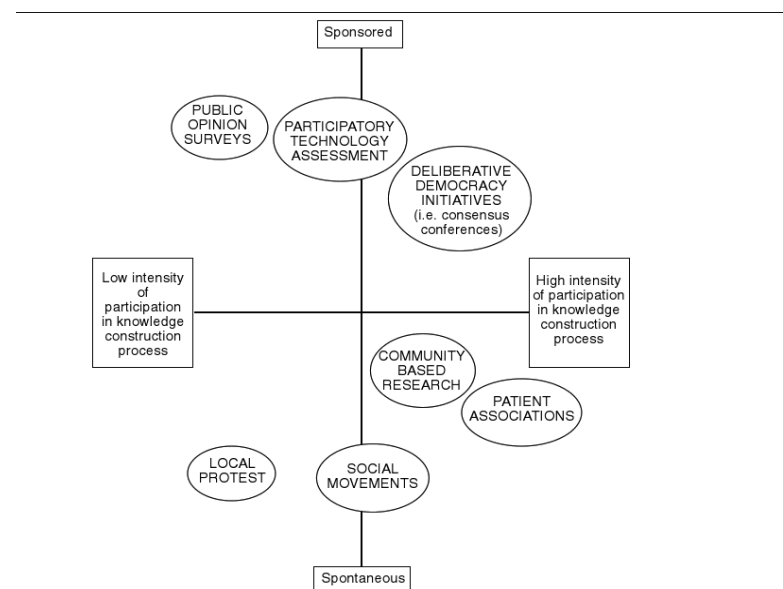 Sponsored
PUBLIC
OPINION
SURVEYS
PARTICIPATORY
TECHNOLOGY
ASSESSMENT
DELIBERATIVE
DEMOCRACY
INITIATIVES
(i.e. consensus
conferences)
Low intensity
of
participation
in knowledge
construction
process
High intensity
of participation
in knowledge
construction
process
COMMUNITY
BASED
RESEARCH
PATIENT
ASSOCIATIONS
LOCAL
PROTEST
SOCIAL
MOVEMENTS
Spontaneous